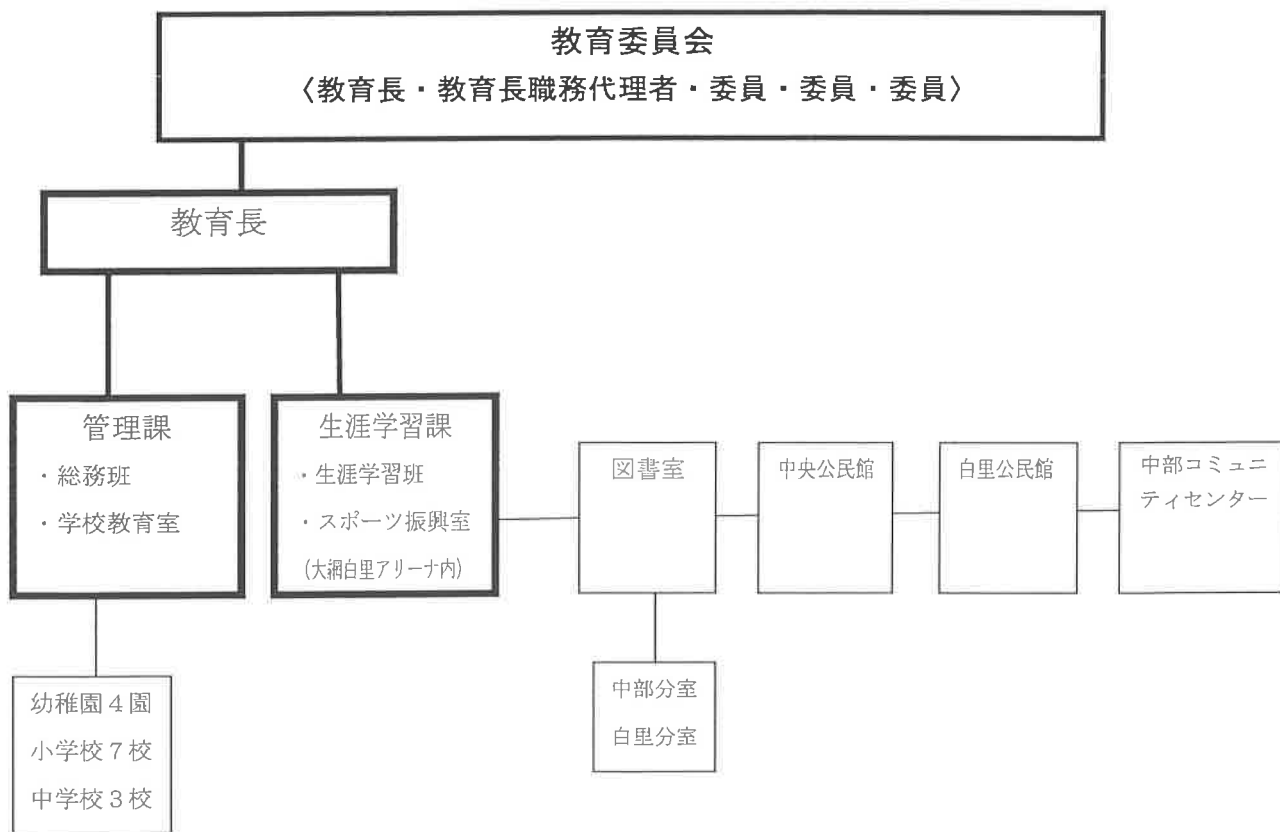 教育委員会
〈教育長・教育長職務代理者・委員・委員・委員〉
教育長
管理課
・総務班
・学校教育室
生涯学習課
・生涯学習班
・スポーツ振興室
(大網白里アリーナ内)
図書室
中央公民館
白里公民館
中部コミュニ
ティセンター
幼稚園4園
小学校7校
中学校3校
中部分室
白里分室